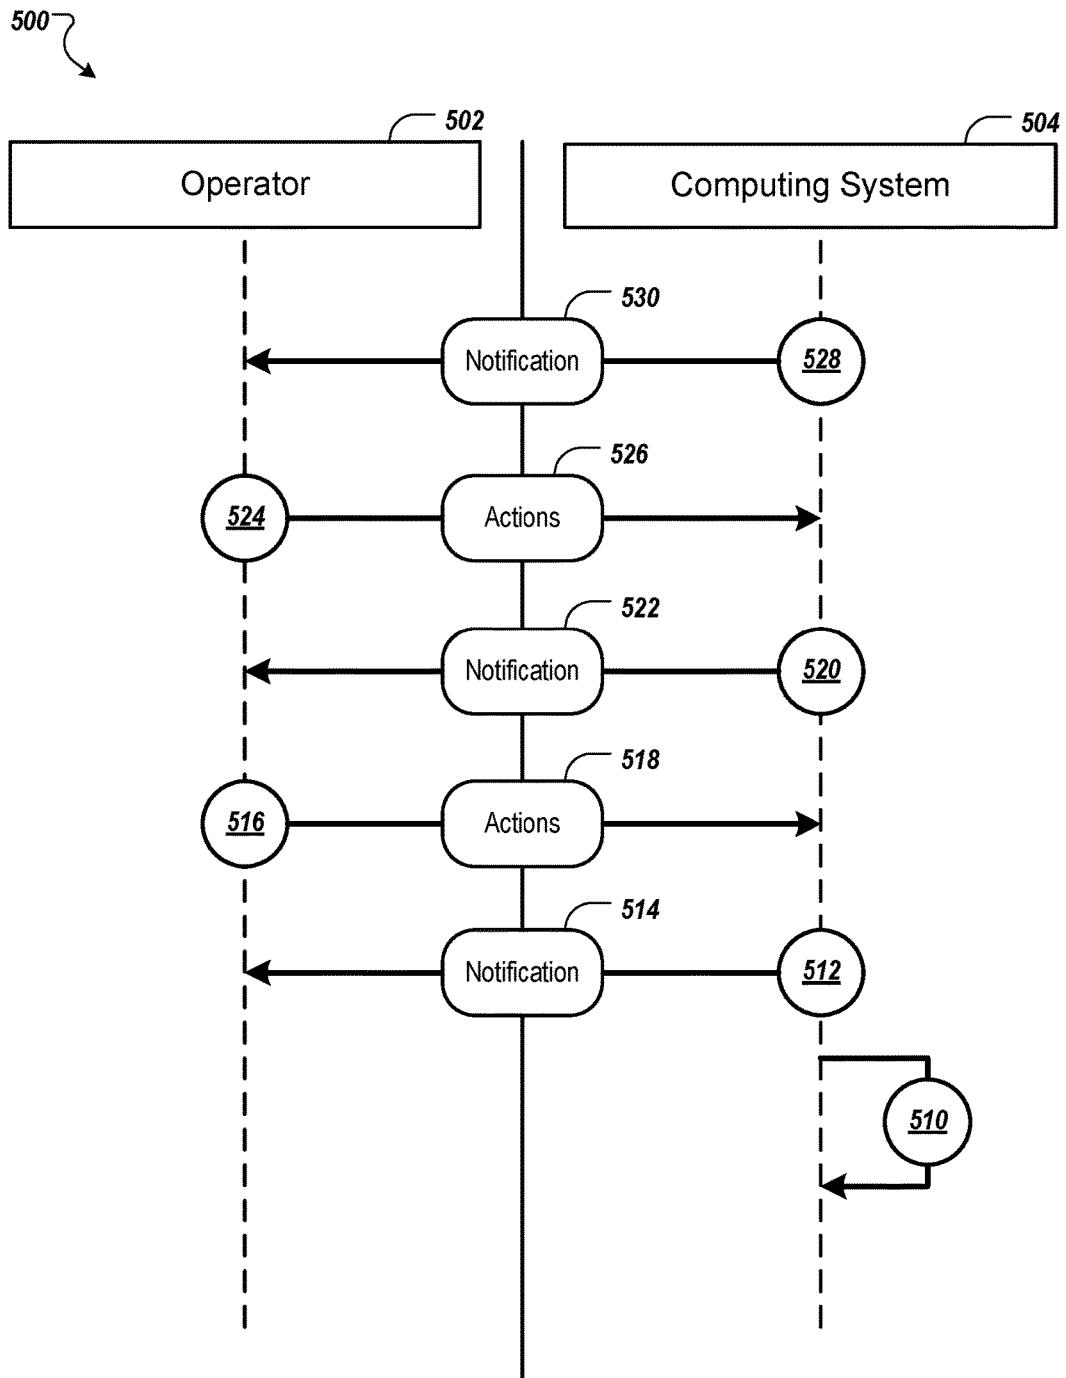 500
502
504
Operator
Computing System
530
Notification
528
526
524
Actions
522
Notification
520
518
516
Actions
514
Notification
512
510